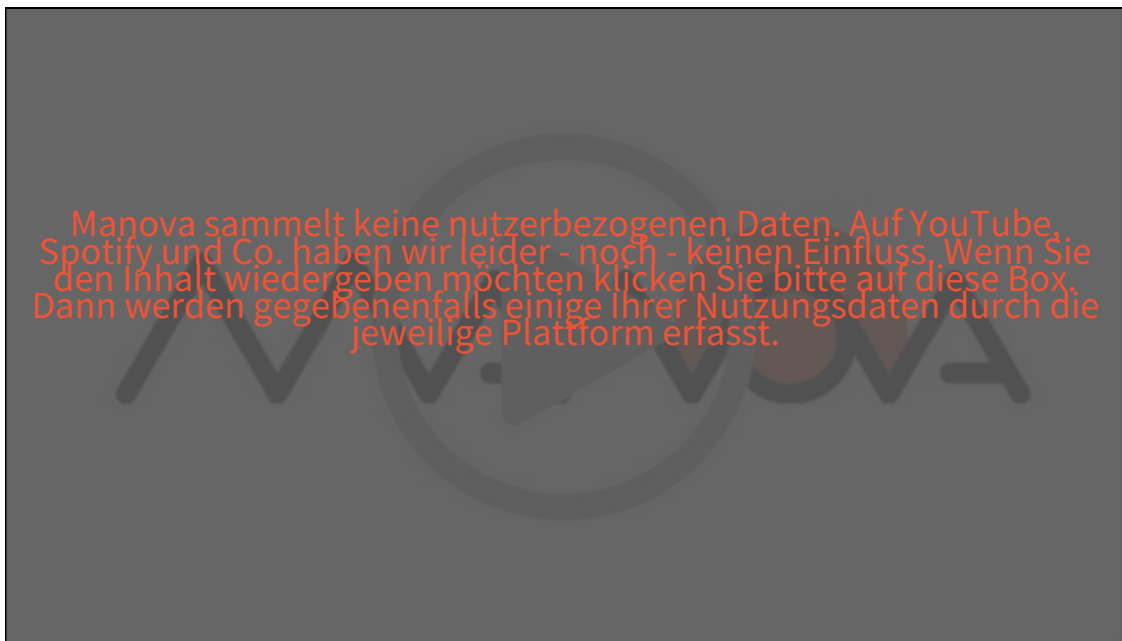 Manova sammelt keine nutzerbezogenen Daten. Auf YouTube,
Spotify und Co. haben wir leider - noch - keinen Einfluss. Wenn Sie
den Inhalt wiedergeben möchten klicken Sie bitte auf diese Box.
Dann werden gegebenenfalls einige Ihrer Nutzungsdaten durch die
jeweilige Plattform erfasst.
MANOVA